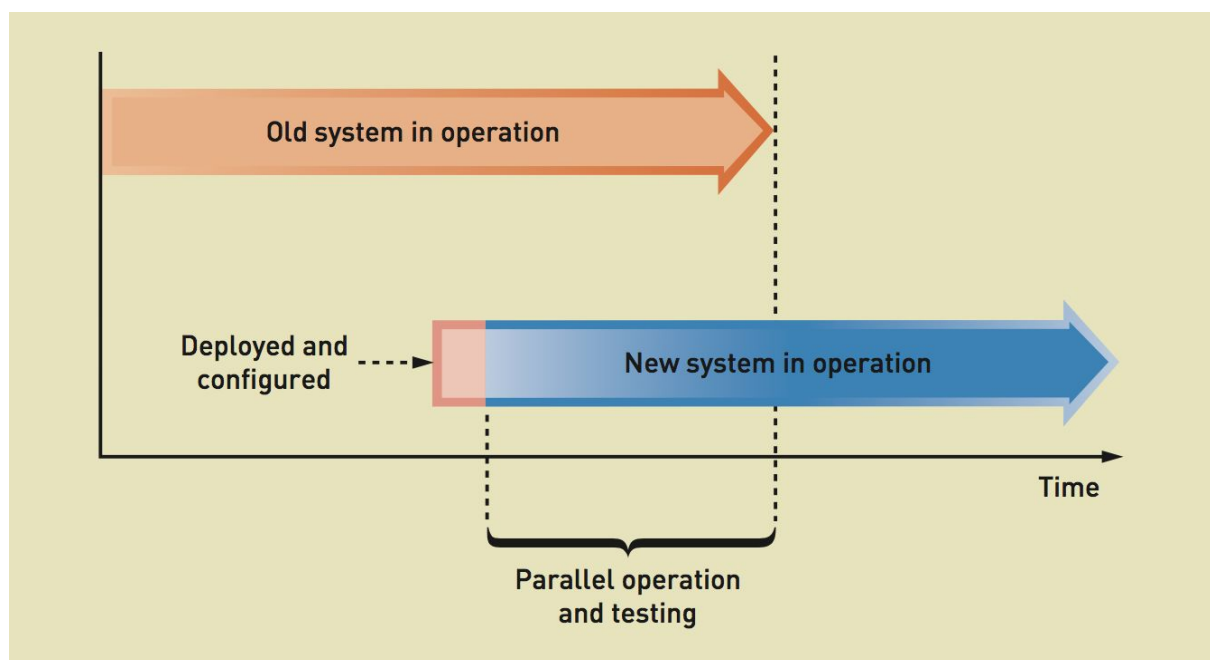 Old system in operation
Deployed and
configured
New system in operation
Time
Parallel operation
and testing